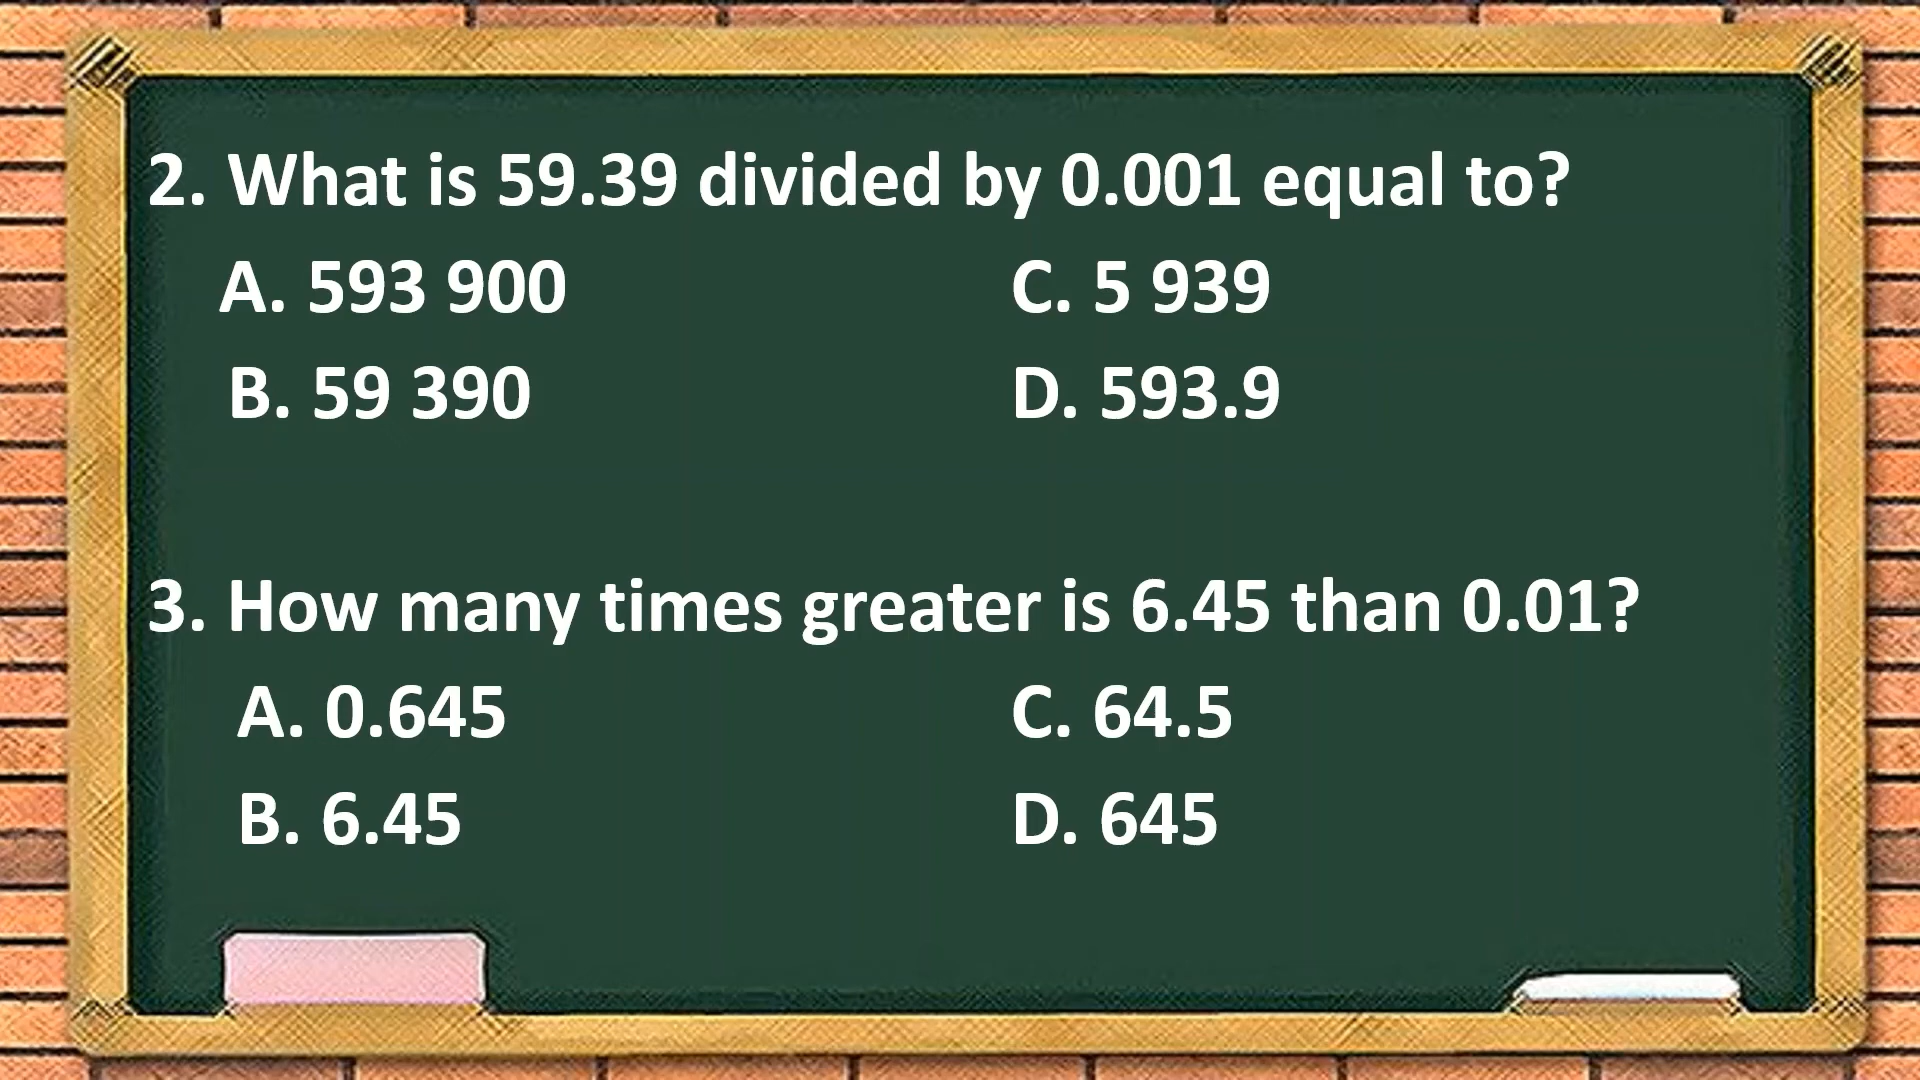 2. What is 59.39 divided by 0.001 equal to?
A. 593 900 C. 5 939
B. 59 390 D. 593.9
3. How many times greater is 6.45 than 0.01?
A. 0.645 C. 64.5
B. 6.45 D. 645